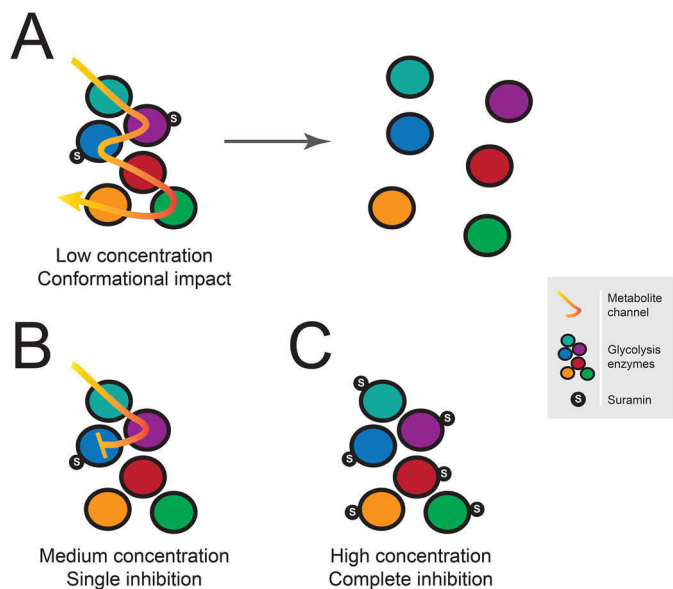 A
S
S
Low concentration
Conformational impact
B
S
Medium concentration
Single inhibition
C
S
S
S
S
S
S
High concentration
Complete inhibition
Metabolite
channel
Glycolysis
enzymes
S
Suramin